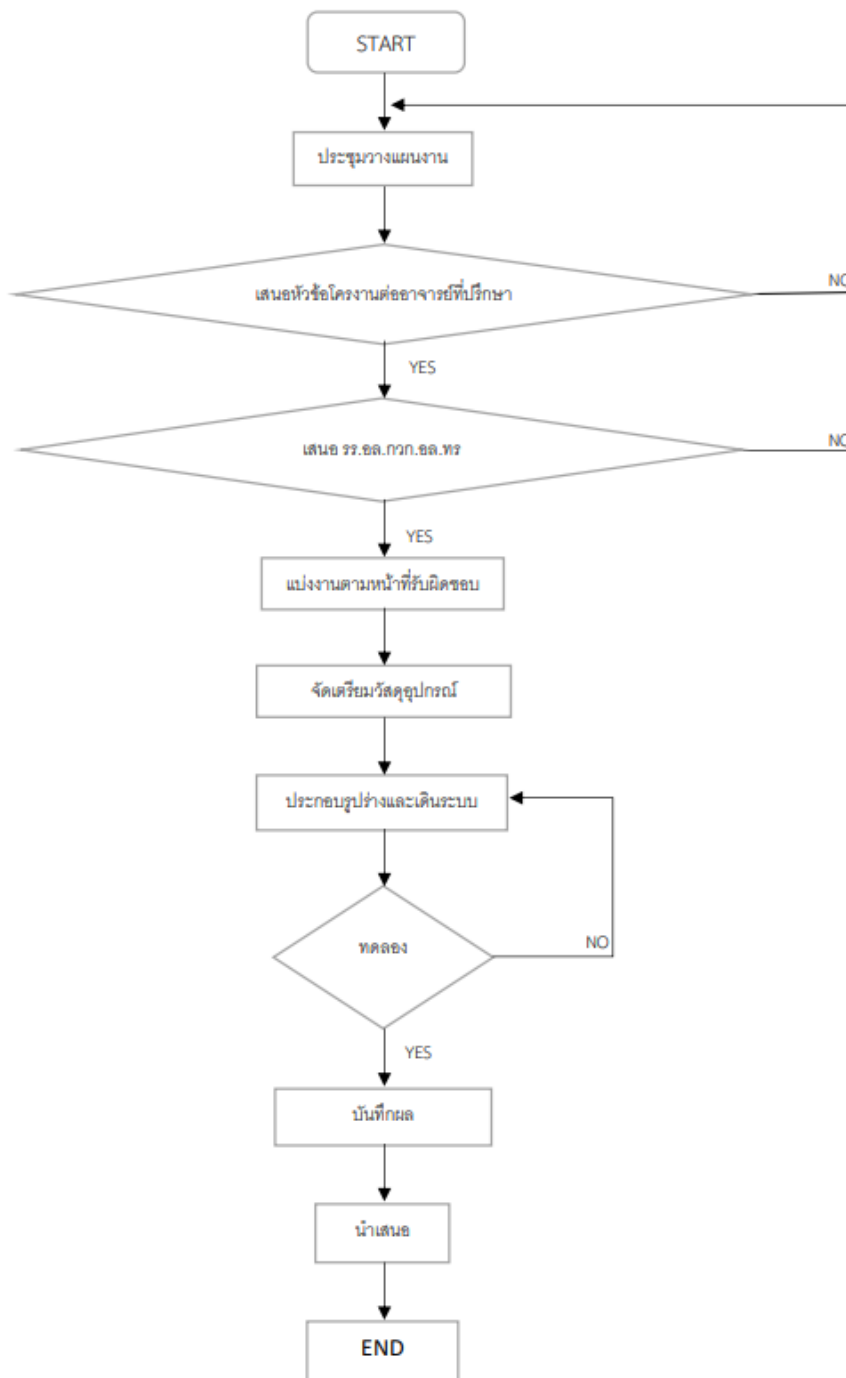 START
ประชุมวางแผนงาน
เสนอหัวข้อโครงงานต่ออาจารย์ที่ปรึกษา
NO
YES
เสนอ รร.อล.กวก.อล.ทร
NO
YES
แบ่งงานตามหน้าที่รับผิดชอบ
จัดเตรียมวัสดุอุปกรณ์
ประกอบรูปร่างและเดินระบบ
ทดลอง
NO
YES
บันทึกผล
นำเสนอ
END